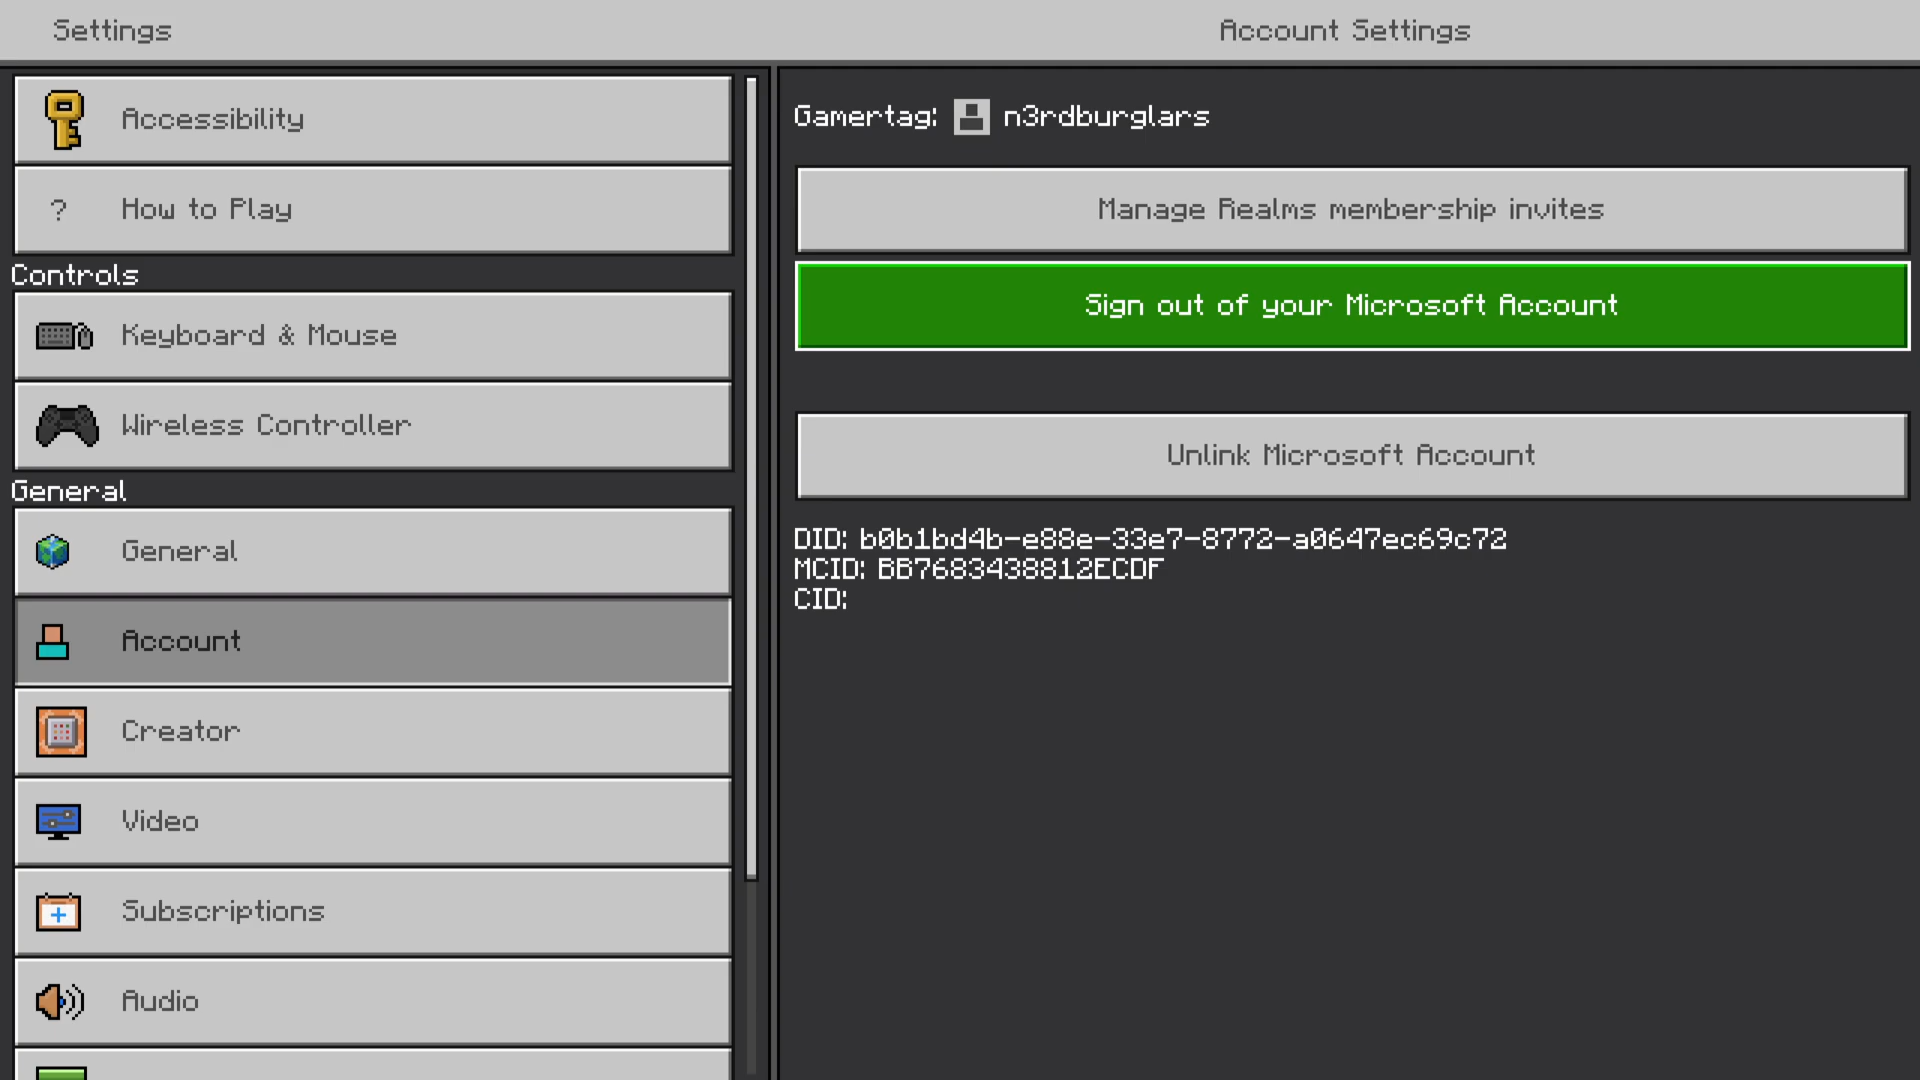 Settings
Account Settings
Accessibility
? How to Play
Controls
Keyboard & Mouse
Wireless Controller
General
General
Account
Creator
Video
Subscriptions
Audio
Gamertag: n3rdburglars
Manage Realms membership invites
Sign out of your Microsoft Account
Unlink Microsoft Account
DID: b0b1bd4b-e88e-33e7-8772-a0647ec69c72
MCID: BB7683438812ECDF
CID: